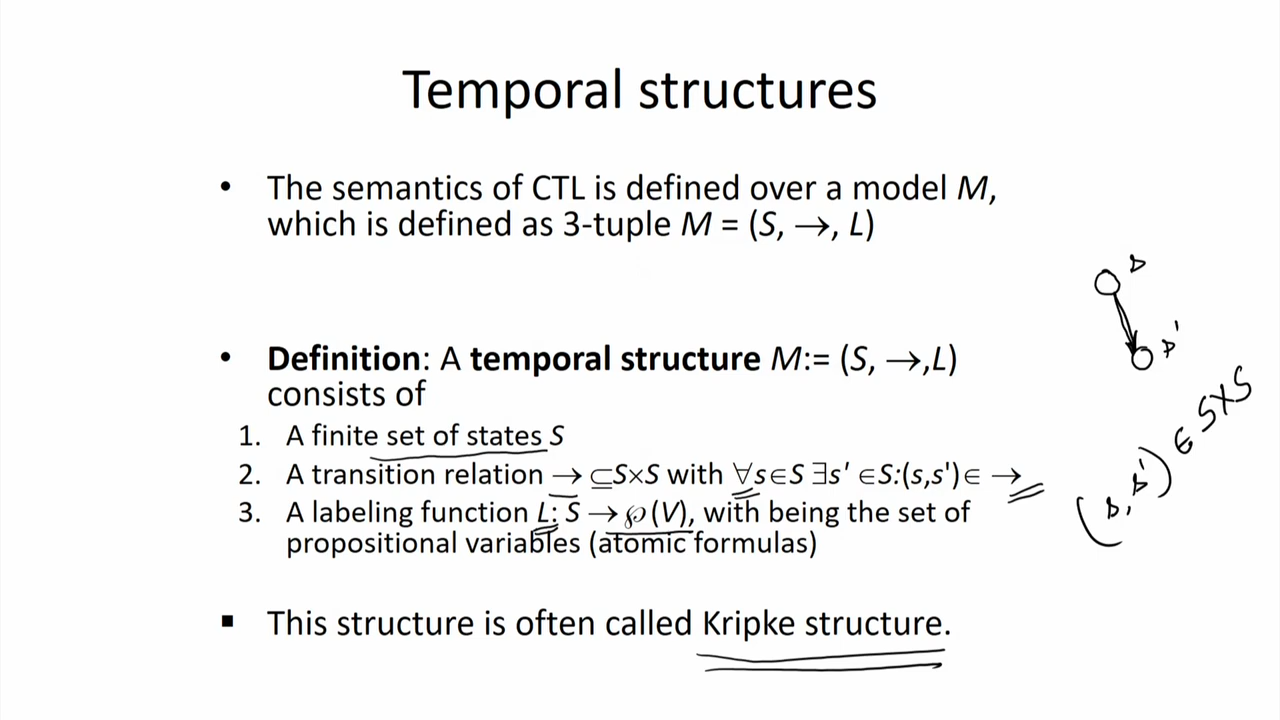 Temporal structures
• The semantics of CTL is defined over a model M,
which is defined as 3-tuple M = (S, →, L)
• Definition: A temporal structure M:= (S, →,L)
consists of
1. A finite set of states S
2. A transition relation → ⊆S×S with ∀s∈S ∃s' ∈S:(s,s')∈ →
3. A labeling function L: S →℘(V), with being the set of
propositional variables (atomic formulas)
▪ This structure is often called Kripke structure.
s
s'
(s, s') ∈ S×S